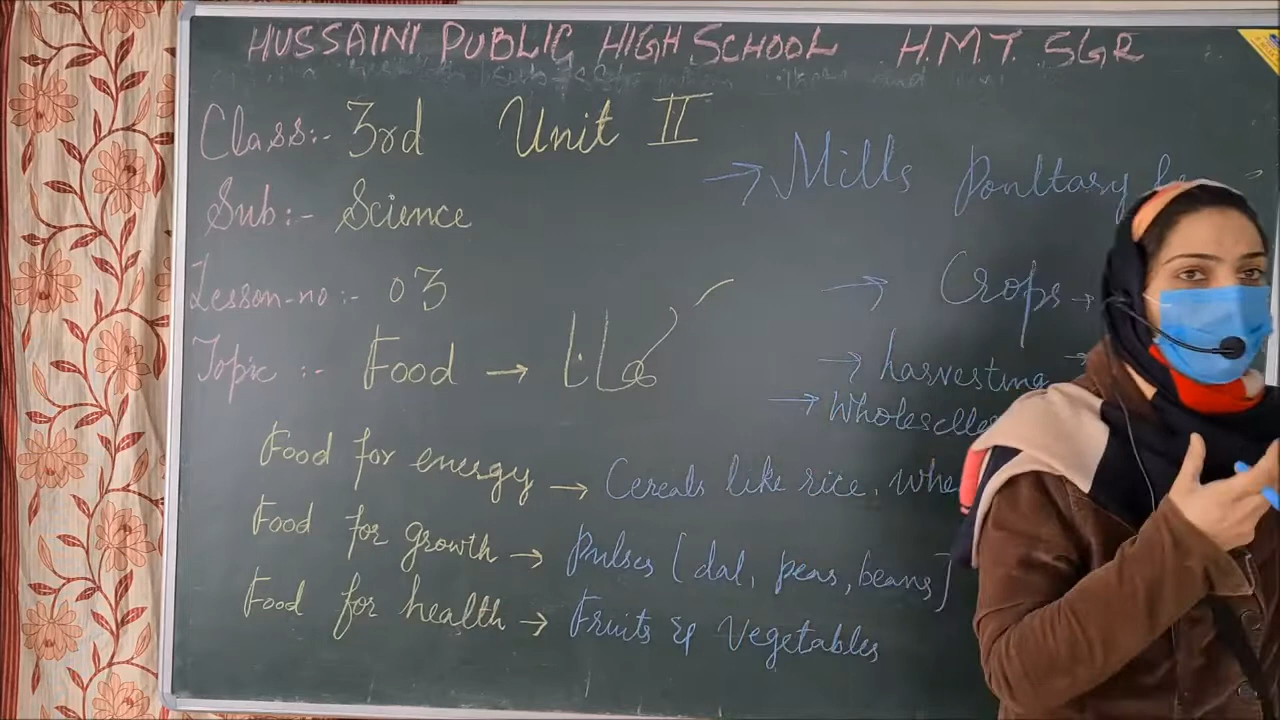 HUSSAINI PUBLIC HIGH SCHOOL H.M.T. SGR
Class:- 3rd Unit II
→ Mills Poultary
Sub:- Science
Lesson-no:- 03
Crops →
Topic :- Food → کھانا
→ harvesting →
→ Wholeselle
Food for energy → Cereals like rice, whe
Food for growth → Pulses [dal, peas, beans]
Food for health → Fruits & Vegetables